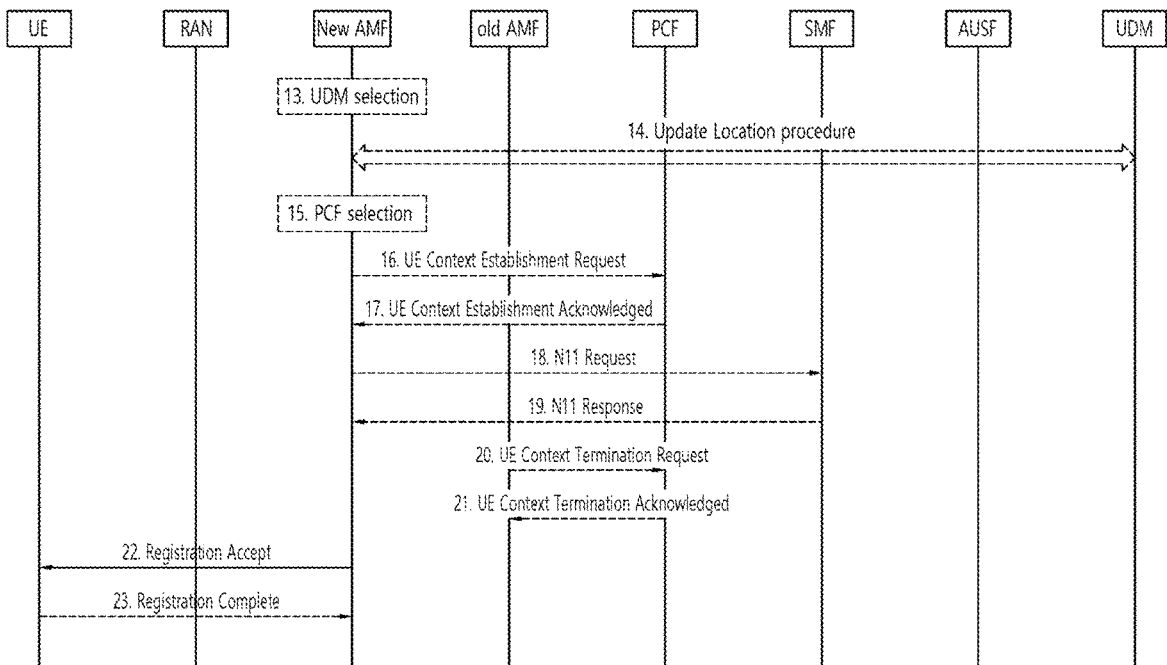 UE RAN New AMF old AMF PCF SMF AUSF UDM
13. UDM selection
14. Update Location procedure
15. PCF selection
16. UE Context Establishment Request
17. UE Context Establishment Acknowledged
18. N11 Request
19. N11 Response
20. UE Context Termination Request
21. UE Context Termination Acknowledged
22. Registration Accept
23. Registration Complete